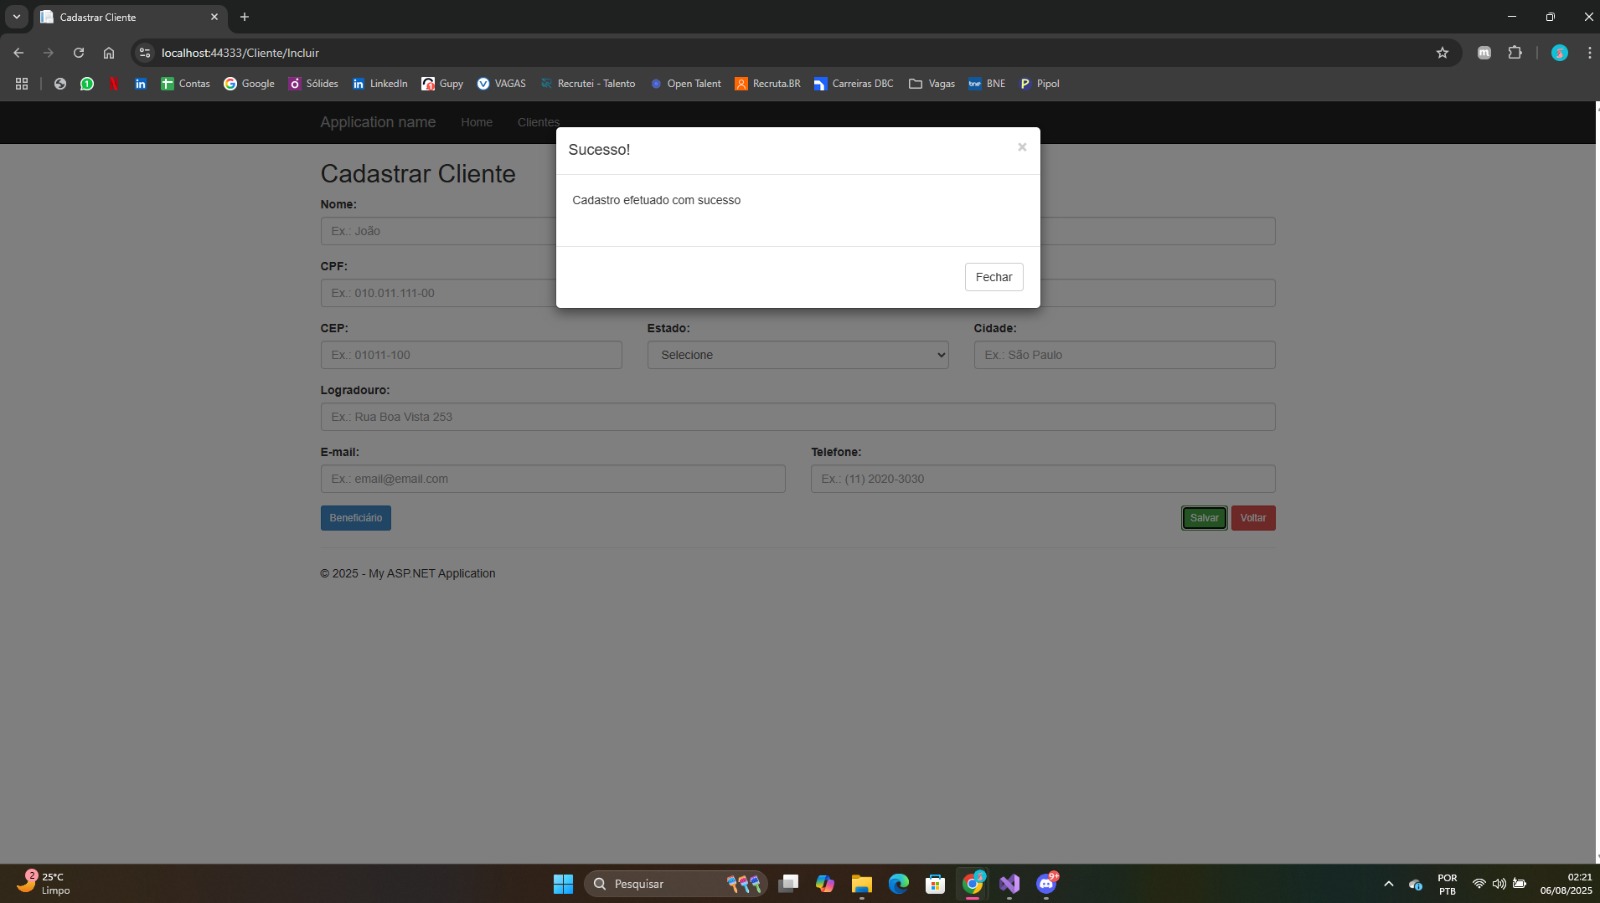 Cadastrar Cliente
localhost:44333/Cliente/Incluir
Contas Google Sólides LinkedIn Gupy VAGAS Recrutei - Talento Open Talent Recruta.BR Carreiras DBC Vagas BNE Pipol
Application name Home Clientes
Sucesso!
×
Cadastro efetuado com sucesso
Fechar
Cadastrar Cliente
Nome:
Ex.: João
CPF:
Ex.: 010.011.111-00
CEP: Estado: Cidade:
Ex.: 01011-100 Selecione Ex.: São Paulo
Logradouro:
Ex.: Rua Boa Vista 253
E-mail: Telefone:
Ex.: email@email.com Ex.: (11) 2020-3030
Beneficiário Salvar Voltar
© 2025 - My ASP.NET Application
2 25°C
Limpo
Pesquisar
9+
POR
PTB
02:21
06/08/2025